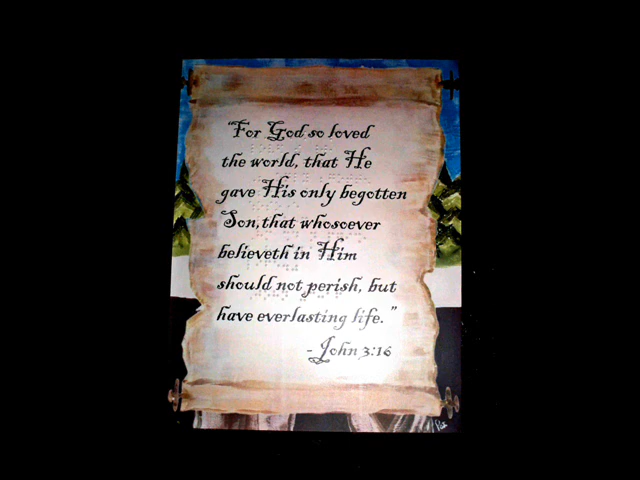 “For God so loved
the world, that He
gave His only begotten
Son, that whosoever
believeth in Him
should not perish, but
have everlasting life.”
- John 3:16